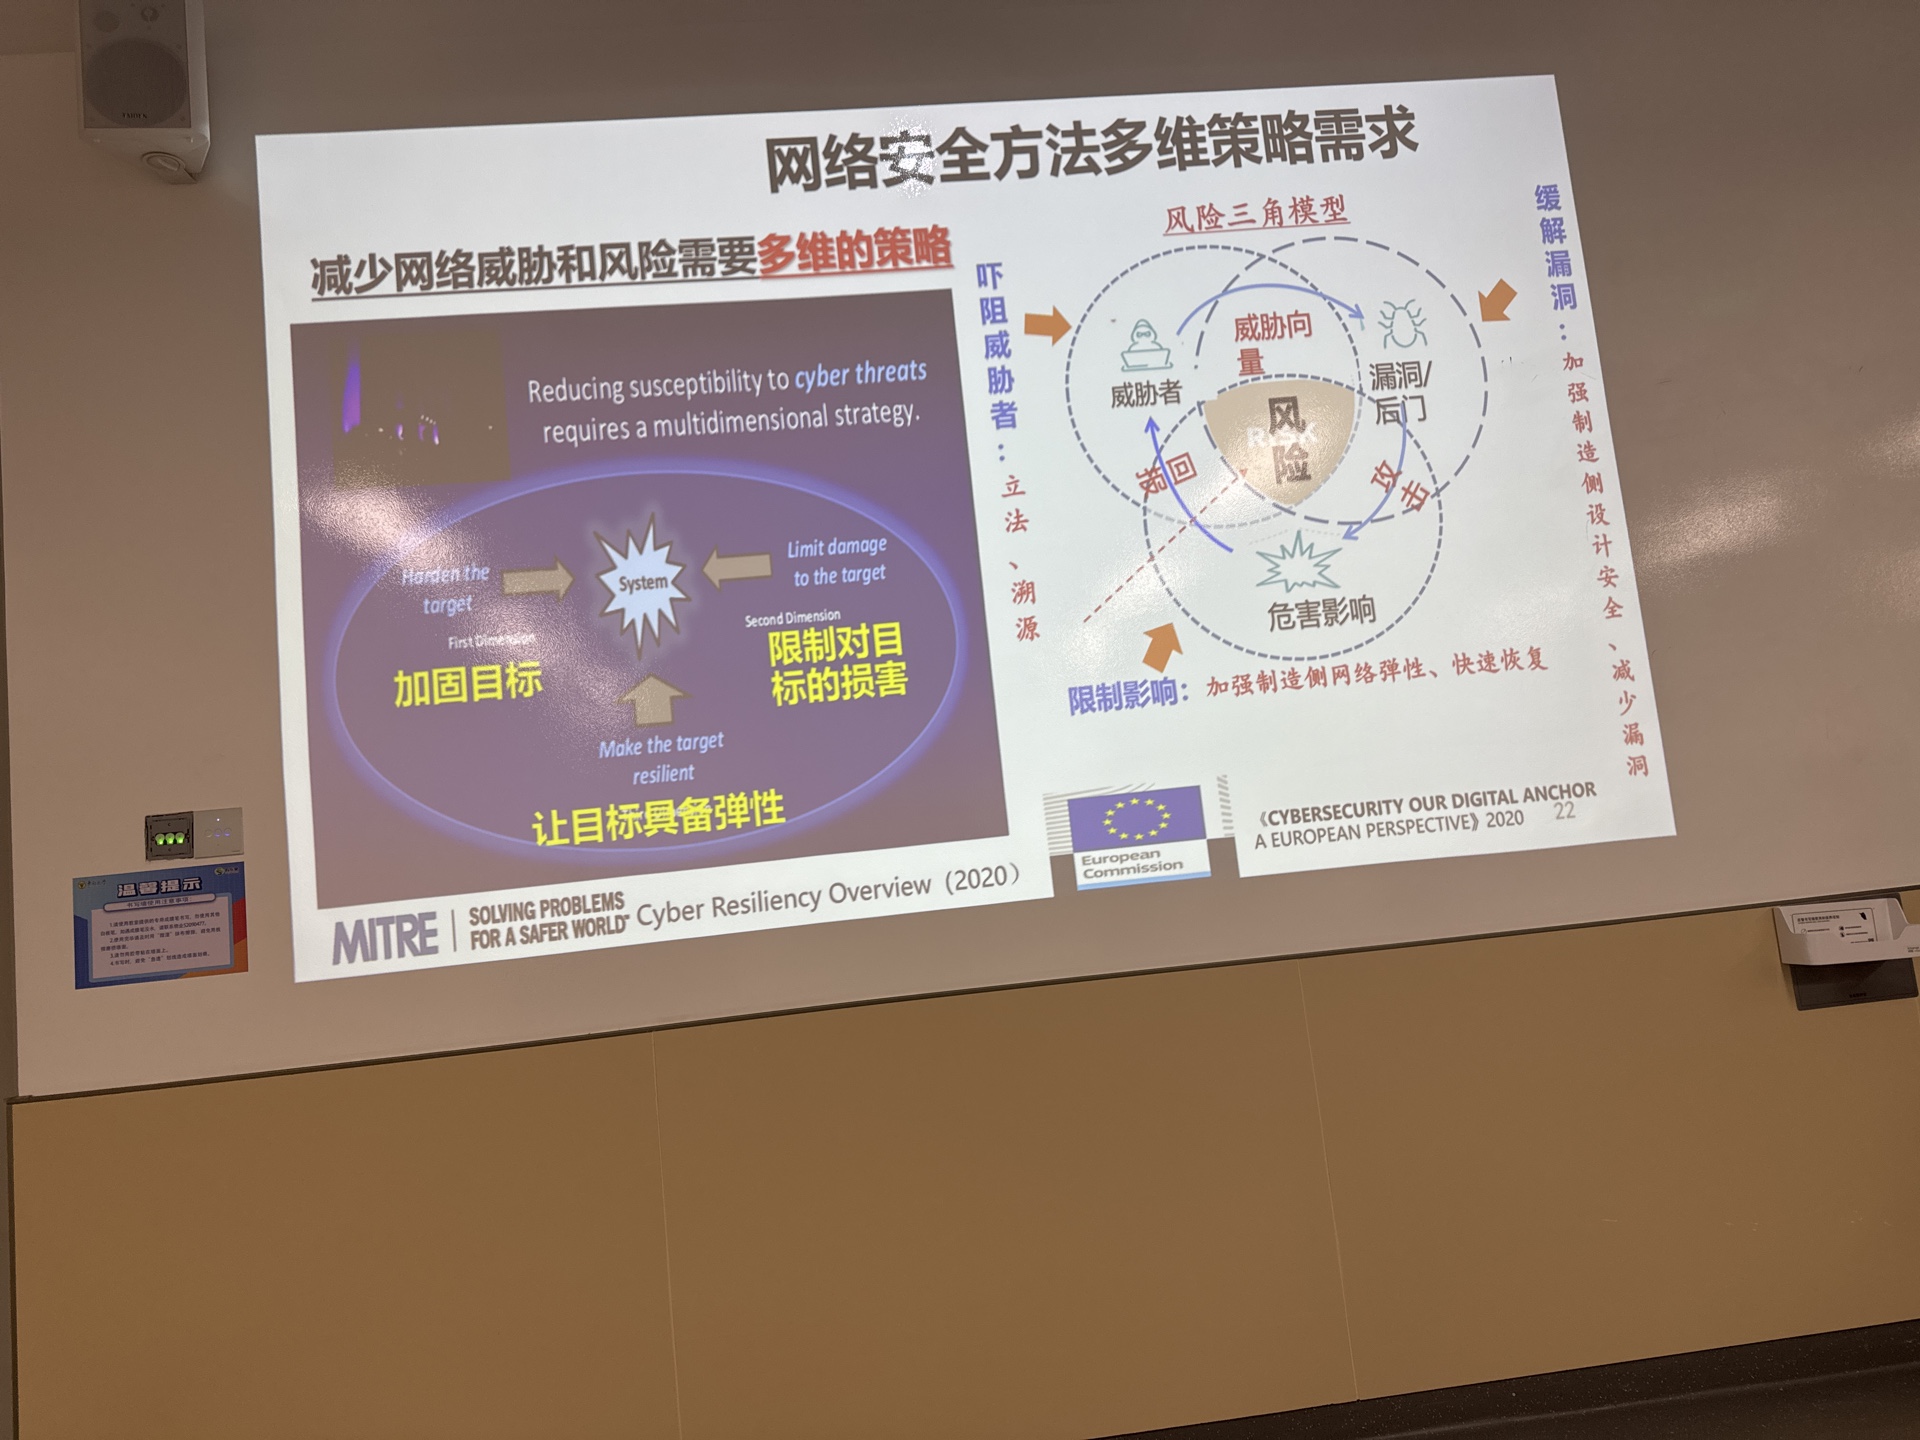 网络安全方法多维策略需求
减少网络威胁和风险需要多维的策略
Reducing susceptibility to cyber threats
requires a multidimensional strategy.
Harden the
target
First Dimension
加固目标
System
Limit damage
to the target
Second Dimension
限制对目
标的损害
Make the target
resilient
让目标具备弹性
MITRE
SOLVING PROBLEMS
FOR A SAFER WORLD
Cyber Resiliency Overview（2020）
风险三角模型
吓阻威胁者：立法、溯源
威胁者
威胁向
量
漏洞/
后门
风险
RISK
回报
攻击
危害影响
限制影响：加强制造侧网络弹性、快速恢复
缓解漏洞：加强制造侧设计安全、减少漏洞
European
Commission
《CYBERSECURITY OUR DIGITAL ANCHOR
A EUROPEAN PERSPECTIVE》2020
22
温馨提示